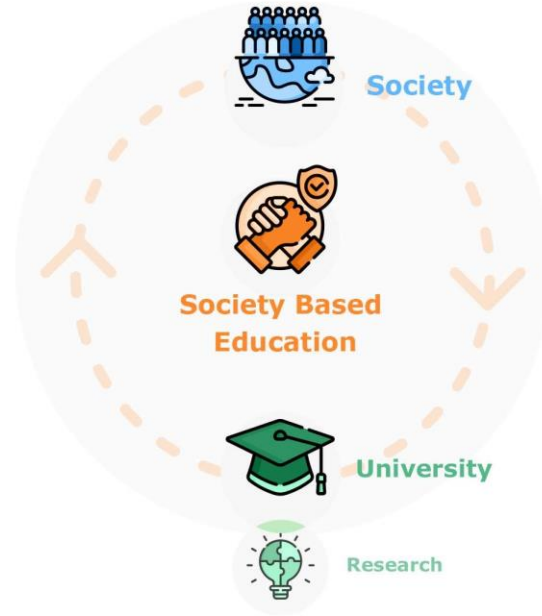 Society
Society Based
Education
University
Research